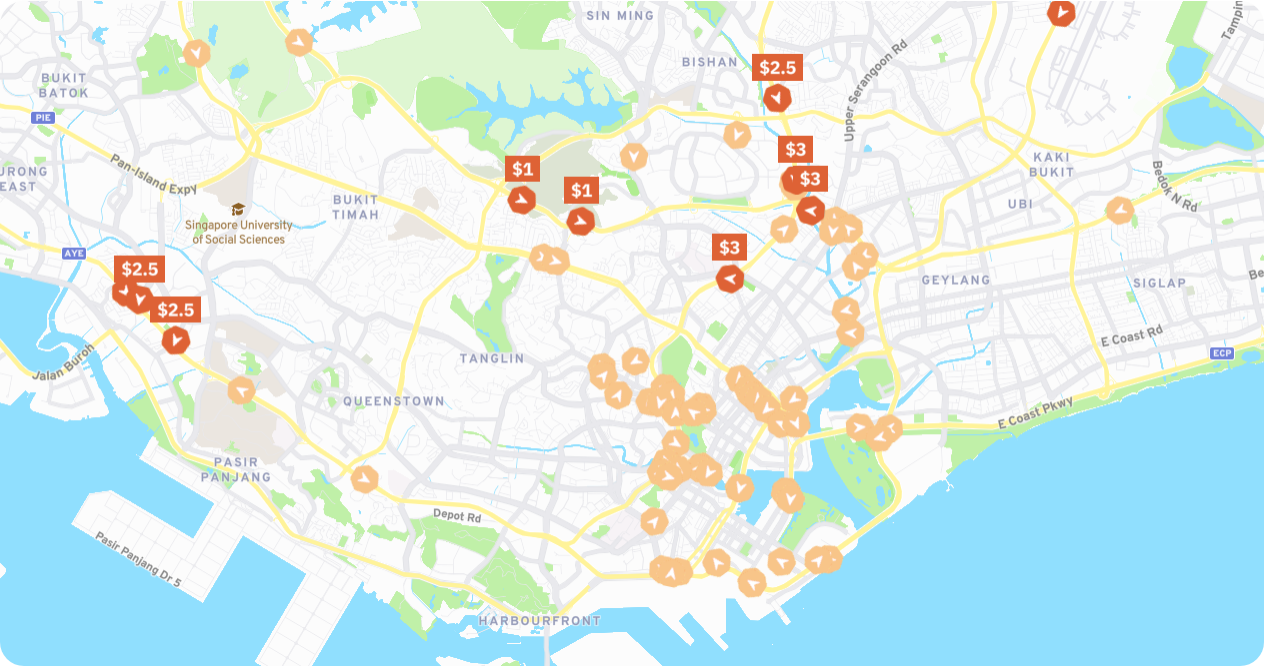 SIN MING
Tampin
BISHAN
Upper Serangoon Rd
$2.5
BUKIT
BATOK
PIE
$3
KAKI
BUKIT
Pan-Island Expy
$1
$3
URONG
EAST
$1
Bedok N Rd
BUKIT
TIMAH
UBI
Singapore University
of Social Sciences
AYE
$3
$2.5
GEYLANG
SIGLAP
Be
$2.5
E Coast Rd
Jalan Buroh
TANGLIN
ECP
QUEENSTOWN
E Coast Pkwy
PASIR
PANJANG
Depot Rd
Pasir Panjang Dr 5
HARBOURFRONT